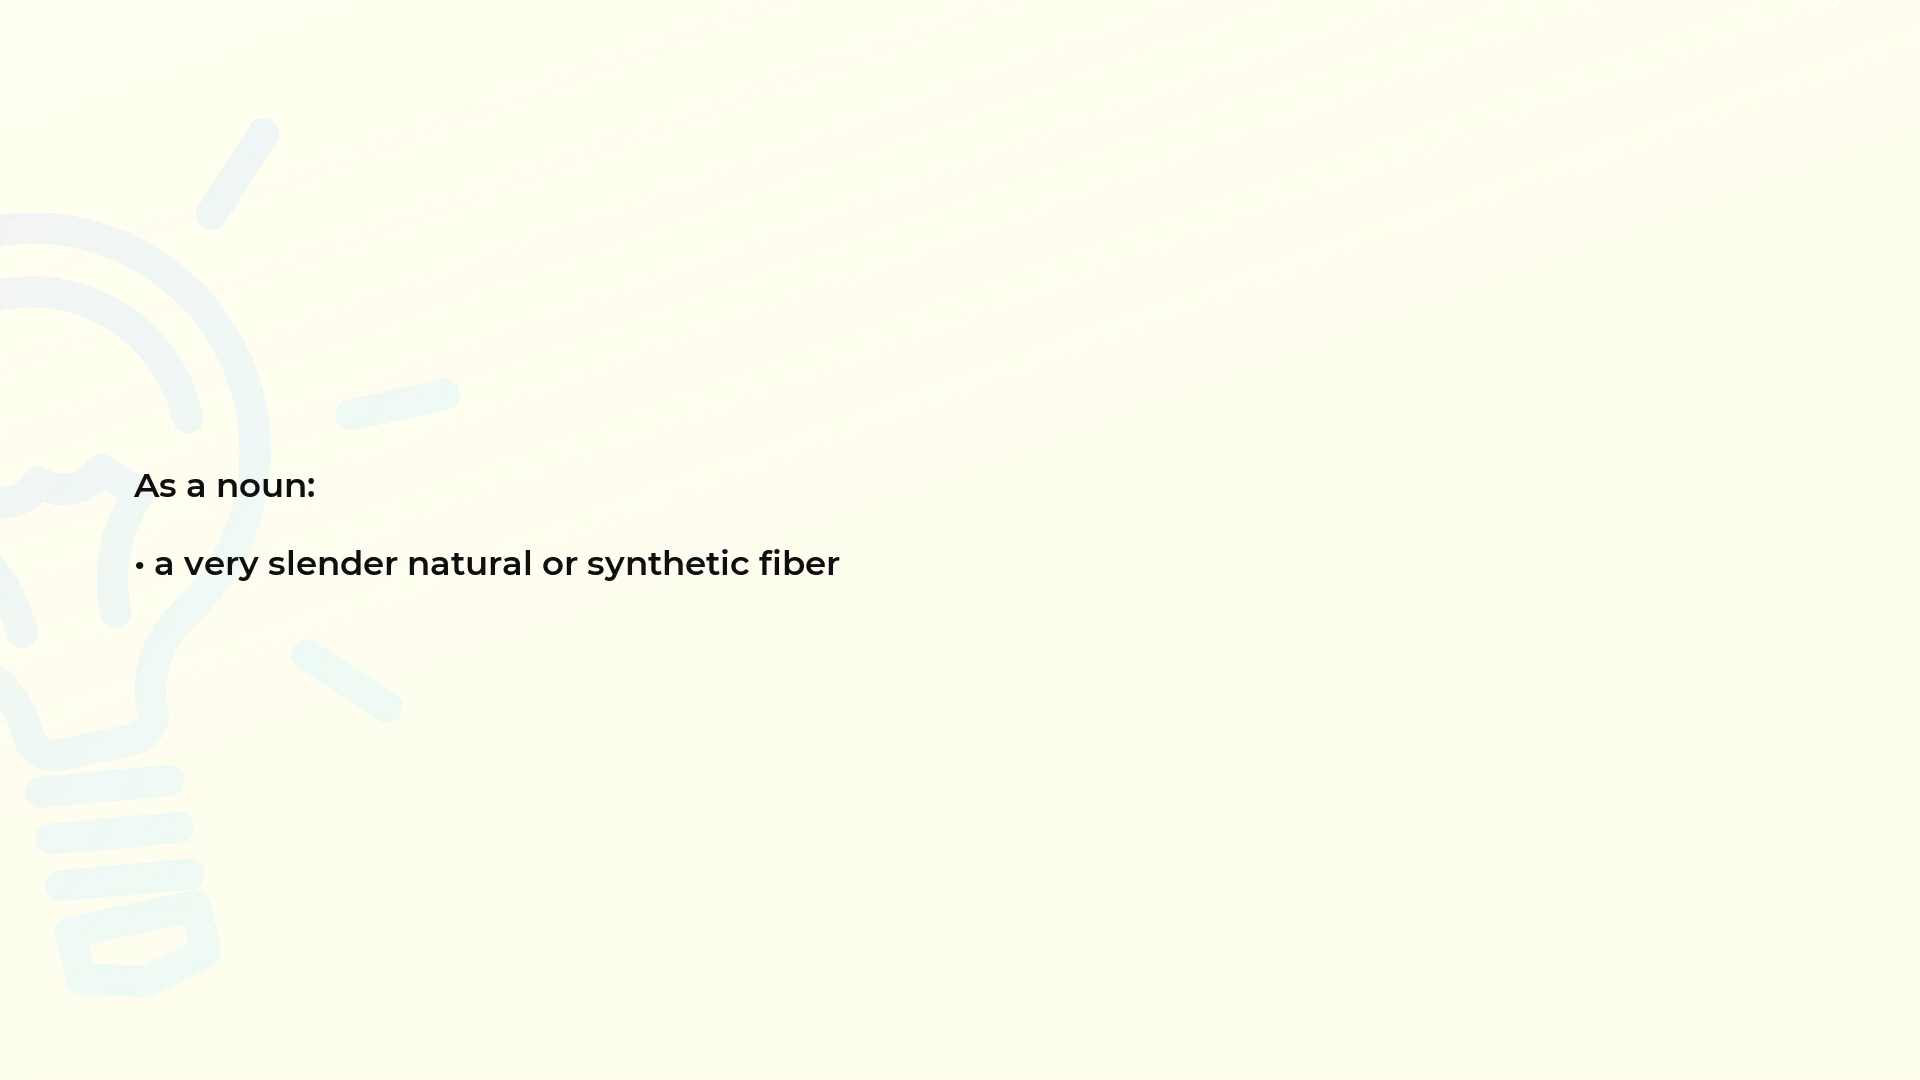 As a noun:
• a very slender natural or synthetic fiber